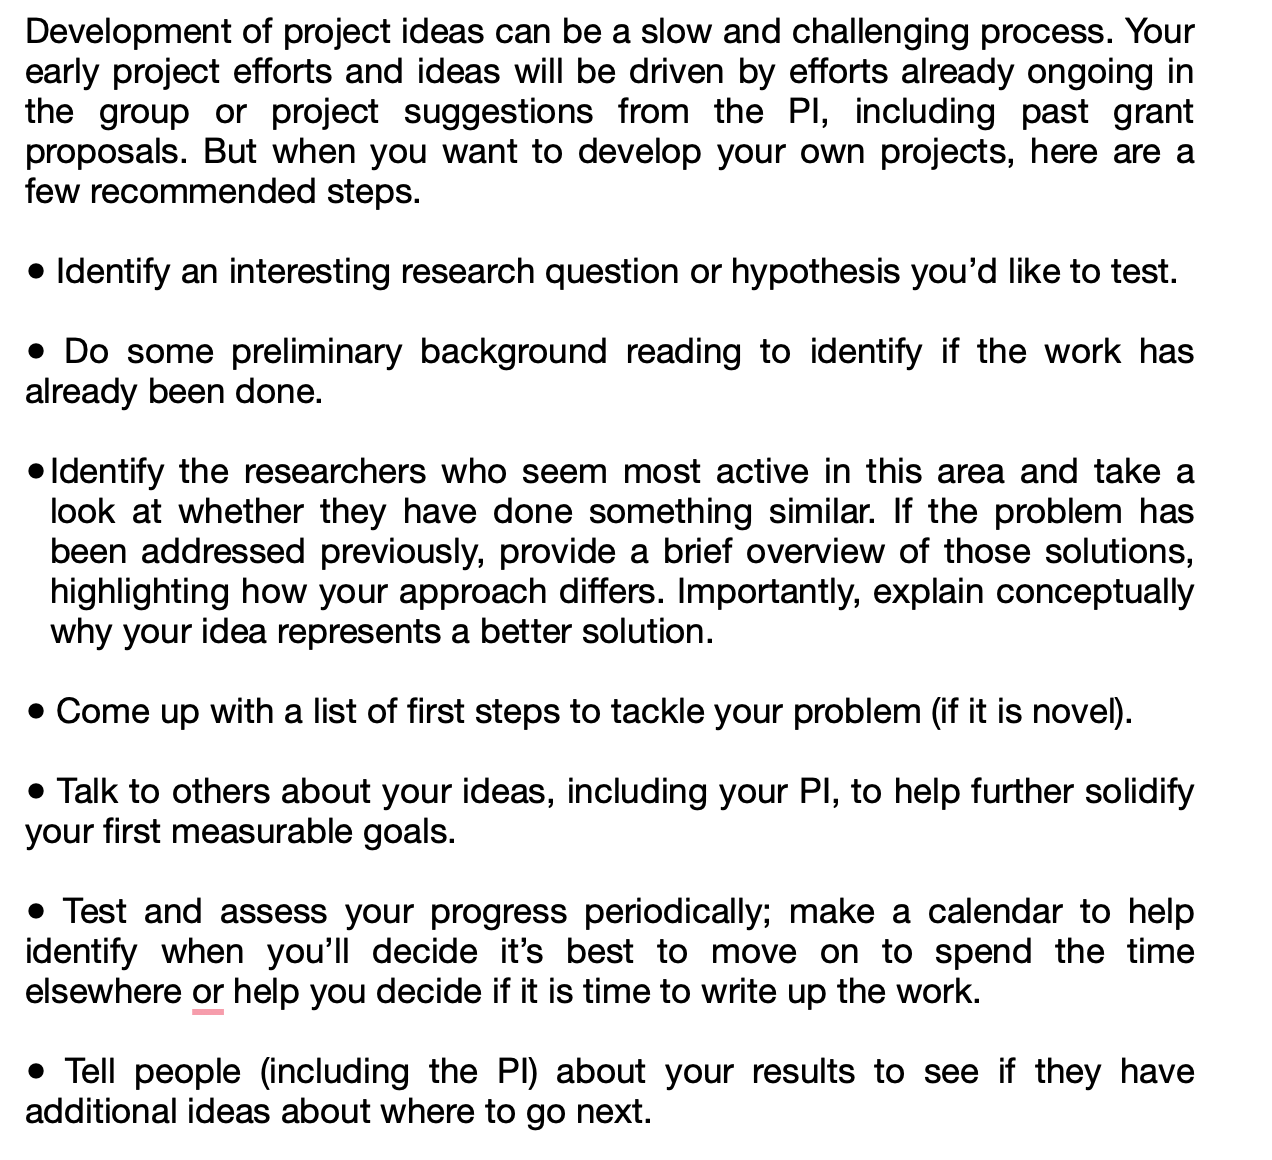 Development of project ideas can be a slow and challenging process. Your
early project efforts and ideas will be driven by efforts already ongoing in
the group or project suggestions from the PI, including past grant
proposals. But when you want to develop your own projects, here are a
few recommended steps.
• Identify an interesting research question or hypothesis you’d like to test.
• Do some preliminary background reading to identify if the work has
already been done.
• Identify the researchers who seem most active in this area and take a
look at whether they have done something similar. If the problem has
been addressed previously, provide a brief overview of those solutions,
highlighting how your approach differs. Importantly, explain conceptually
why your idea represents a better solution.
• Come up with a list of first steps to tackle your problem (if it is novel).
• Talk to others about your ideas, including your PI, to help further solidify
your first measurable goals.
• Test and assess your progress periodically; make a calendar to help
identify when you’ll decide it’s best to move on to spend the time
elsewhere or help you decide if it is time to write up the work.
• Tell people (including the PI) about your results to see if they have
additional ideas about where to go next.